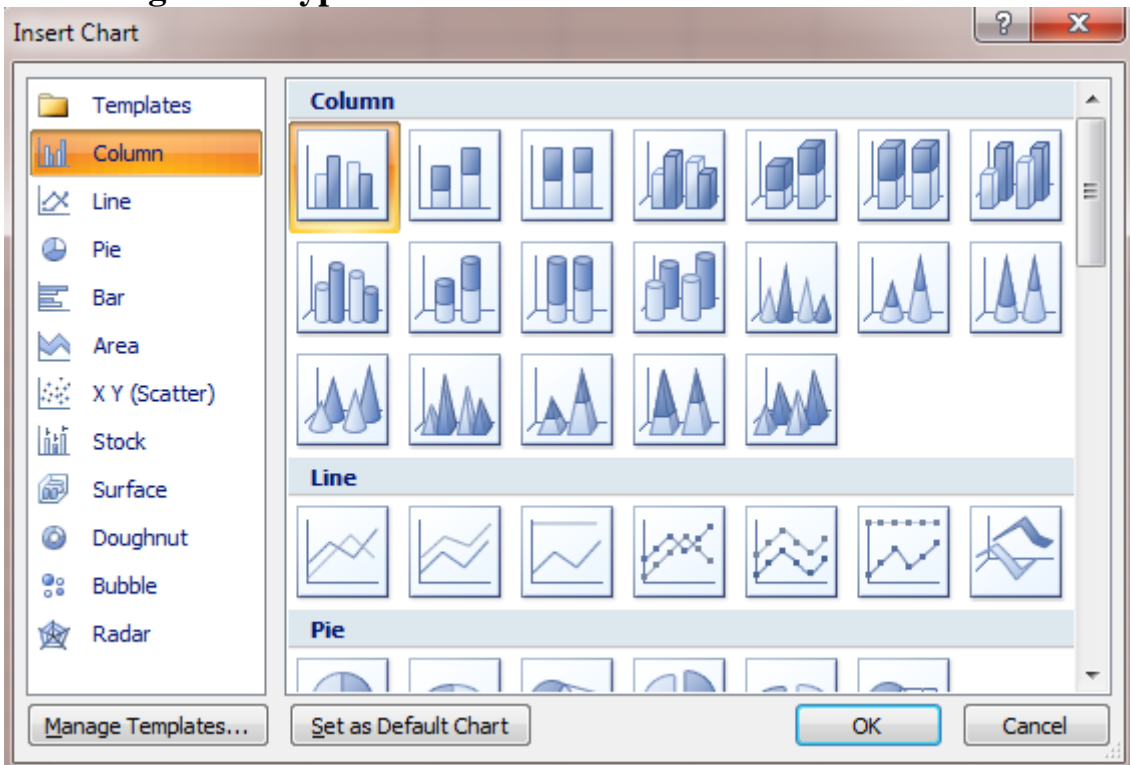 Insert Chart
Templates
Column
Line
Pie
Bar
Area
X Y (Scatter)
Stock
Surface
Doughnut
Bubble
Radar
Column
Line
Pie
Manage Templates...
Set as Default Chart
OK
Cancel